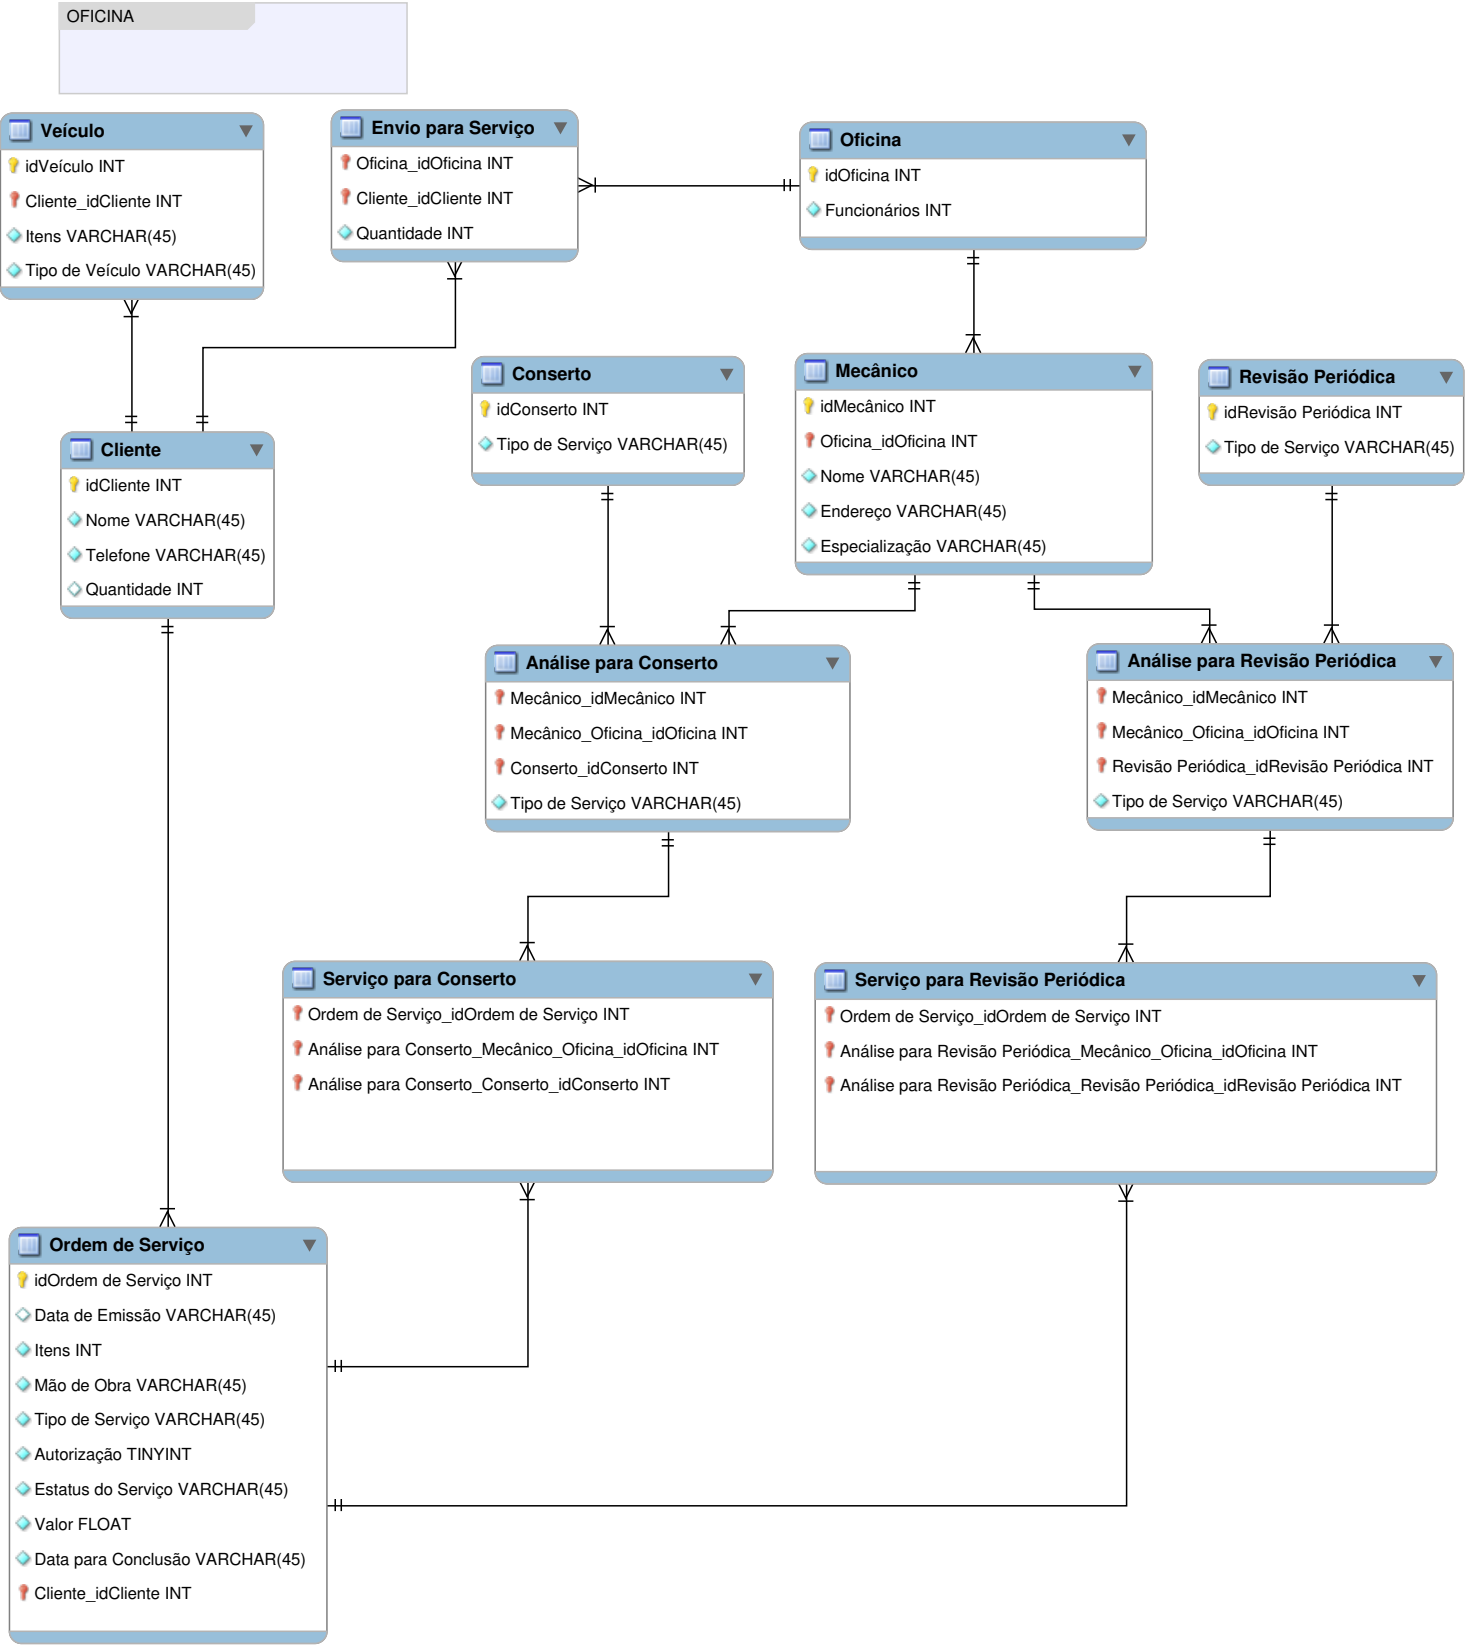 OFICINA
Veículo
idVeículo INT
Cliente_idCliente INT
Itens VARCHAR(45)
Tipo de Veículo VARCHAR(45)
Envio para Serviço
Oficina_idOficina INT
Cliente_idCliente INT
Quantidade INT
Oficina
idOficina INT
Funcionários INT
Conserto
idConserto INT
Tipo de Serviço VARCHAR(45)
Mecânico
idMecânico INT
Oficina_idOficina INT
Nome VARCHAR(45)
Endereço VARCHAR(45)
Especialização VARCHAR(45)
Revisão Periódica
idRevisão Periódica INT
Tipo de Serviço VARCHAR(45)
Cliente
idCliente INT
Nome VARCHAR(45)
Telefone VARCHAR(45)
Quantidade INT
Análise para Conserto
Mecânico_idMecânico INT
Mecânico_Oficina_idOficina INT
Conserto_idConserto INT
Tipo de Serviço VARCHAR(45)
Análise para Revisão Periódica
Mecânico_idMecânico INT
Mecânico_Oficina_idOficina INT
Revisão Periódica_idRevisão Periódica INT
Tipo de Serviço VARCHAR(45)
Serviço para Conserto
Ordem de Serviço_idOrdem de Serviço INT
Análise para Conserto_Mecânico_Oficina_idOficina INT
Análise para Conserto_Conserto_idConserto INT
Serviço para Revisão Periódica
Ordem de Serviço_idOrdem de Serviço INT
Análise para Revisão Periódica_Mecânico_Oficina_idOficina INT
Análise para Revisão Periódica_Revisão Periódica_idRevisão Periódica INT
Ordem de Serviço
idOrdem de Serviço INT
Data de Emissão VARCHAR(45)
Itens INT
Mão de Obra VARCHAR(45)
Tipo de Serviço VARCHAR(45)
Autorização TINYINT
Estatus do Serviço VARCHAR(45)
Valor FLOAT
Data para Conclusão VARCHAR(45)
Cliente_idCliente INT